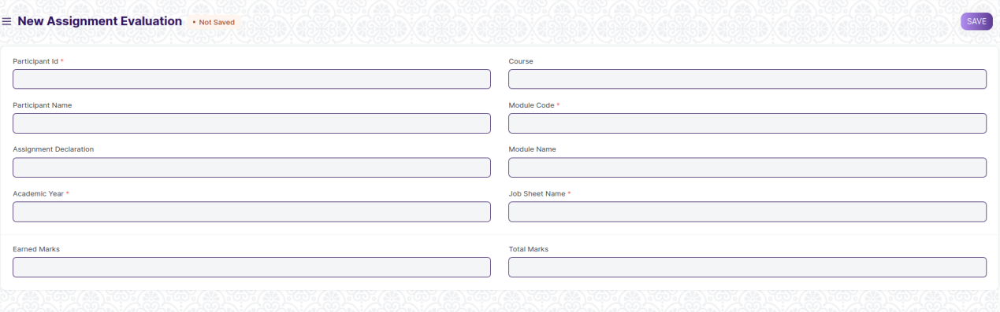 New Assignment Evaluation • Not Saved SAVE
Participant Id * Course
Participant Name Module Code *
Assignment Declaration Module Name
Academic Year * Job Sheet Name *
Earned Marks Total Marks